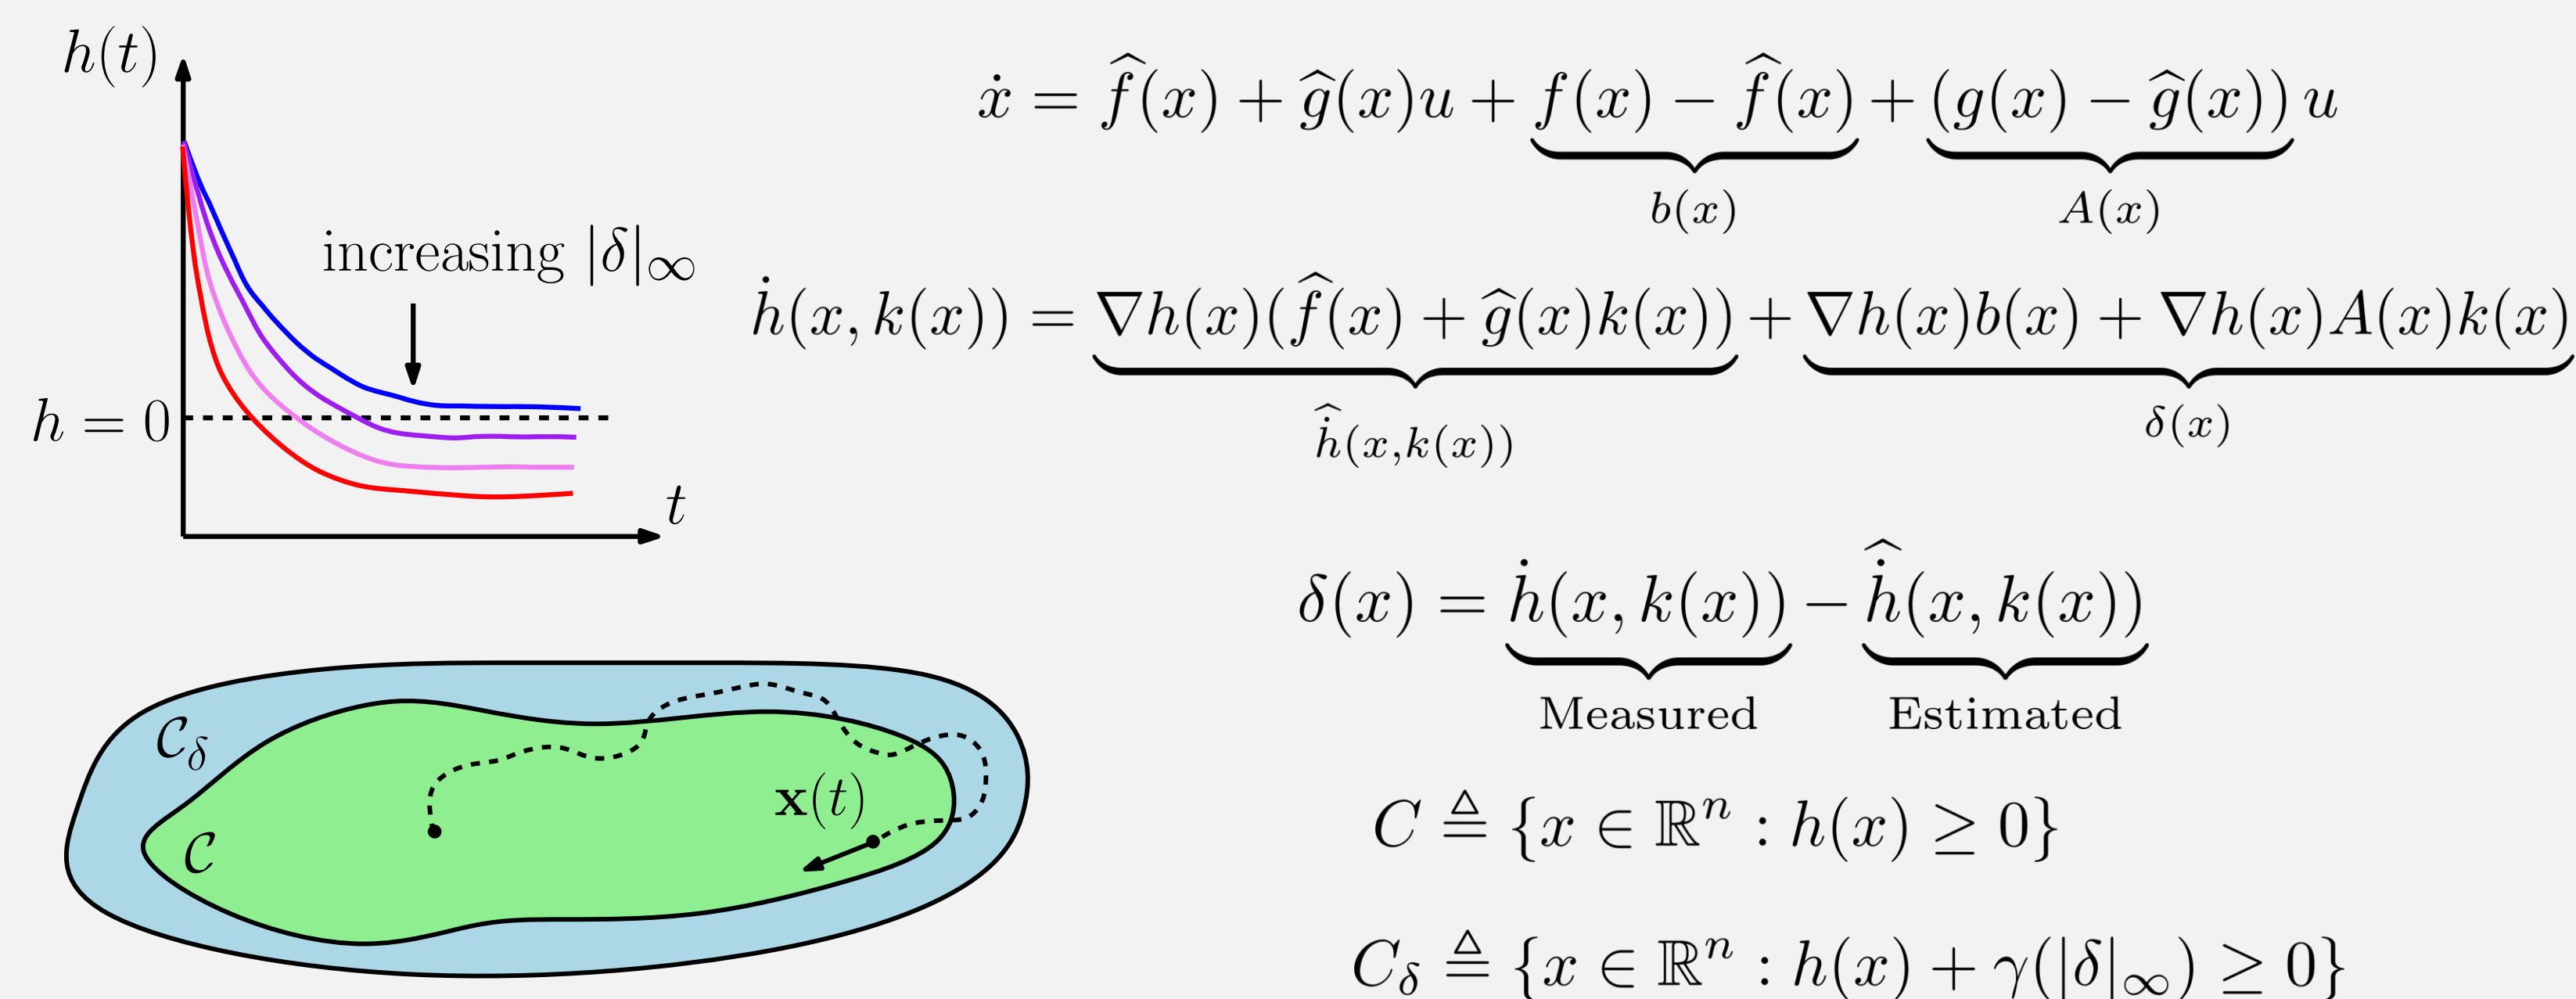 h(t)
increasing |δ|∞
h = 0
t
𝒞_δ
𝒞
𝐱(t)
ẋ = f̂(x) + ĝ(x)u + f(x) − f̂(x) + (g(x) − ĝ(x)) u
b(x) A(x)
ḣ(x, k(x)) = ∇h(x)(f̂(x) + ĝ(x)k(x)) + ∇h(x)b(x) + ∇h(x)A(x)k(x)
ḣ̂(x,k(x)) δ(x)
δ(x) = ḣ(x, k(x)) − ḣ̂(x, k(x))
Measured Estimated
C ≜ {x ∈ ℝⁿ : h(x) ≥ 0}
C_δ ≜ {x ∈ ℝⁿ : h(x) + γ(|δ|∞) ≥ 0}